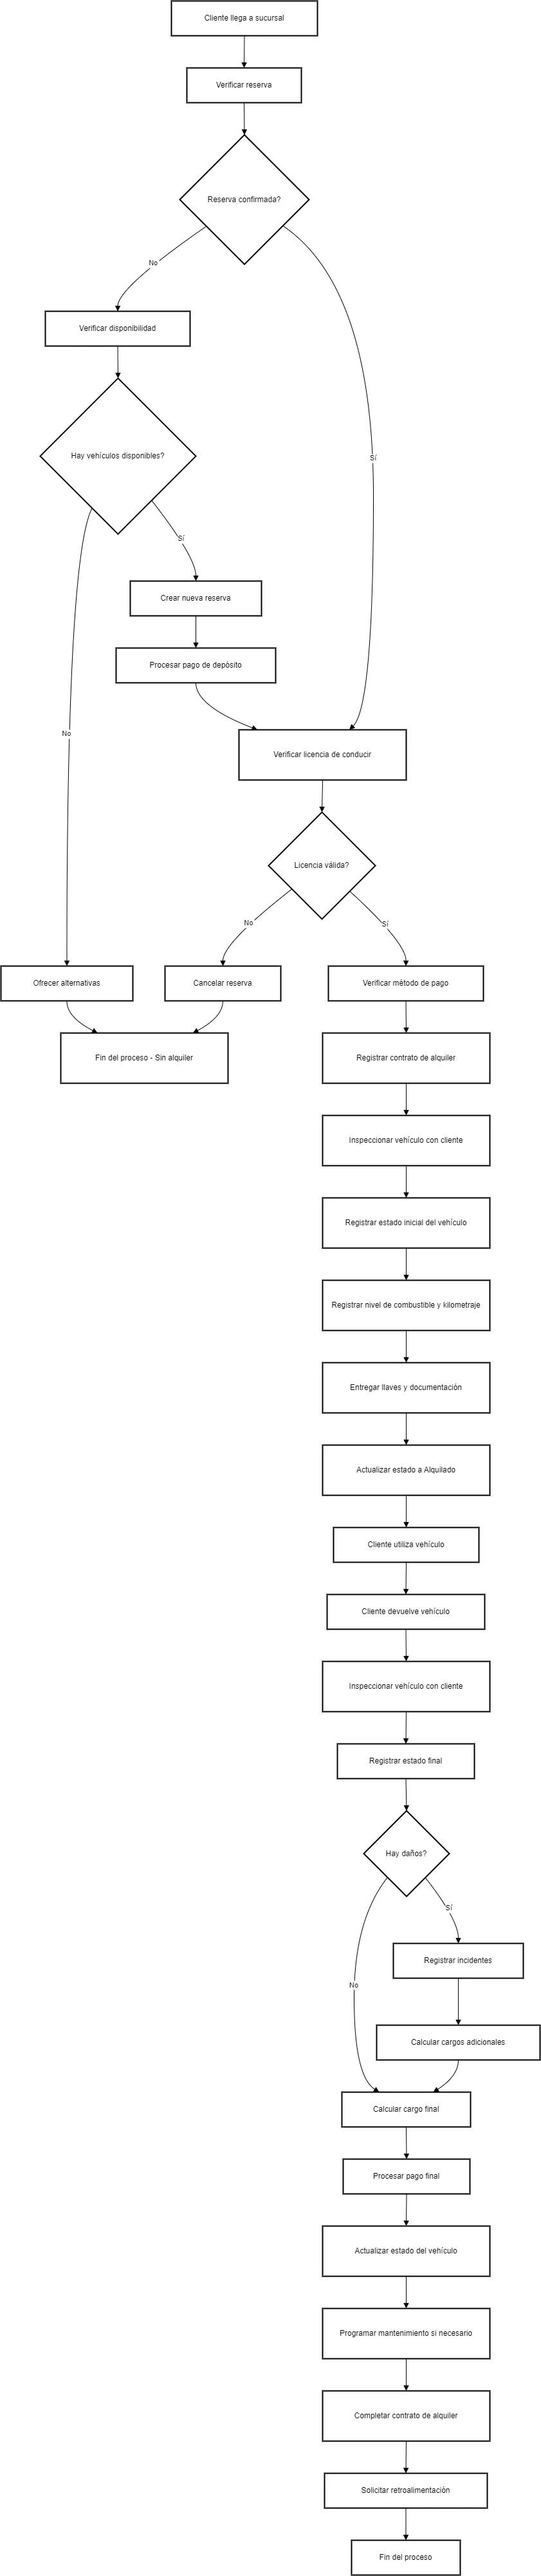 Cliente llega a sucursal
Verificar reserva
Reserva confirmada?
No
Verificar disponibilidad
Hay vehículos disponibles?
Sí
Sí
Crear nueva reserva
Procesar pago de depósito
No
Verificar licencia de conducir
Licencia válida?
No
Sí
Ofrecer alternativas
Cancelar reserva
Verificar método de pago
Fin del proceso - Sin alquiler
Registrar contrato de alquiler
Inspeccionar vehículo con cliente
Registrar estado inicial del vehículo
Registrar nivel de combustible y kilometraje
Entregar llaves y documentación
Actualizar estado a Alquilado
Cliente utiliza vehículo
Cliente devuelve vehículo
Inspeccionar vehículo con cliente
Registrar estado final
Hay daños?
Sí
Registrar incidentes
No
Calcular cargos adicionales
Calcular cargo final
Procesar pago final
Actualizar estado del vehículo
Programar mantenimiento si necesario
Completar contrato de alquiler
Solicitar retroalimentación
Fin del proceso